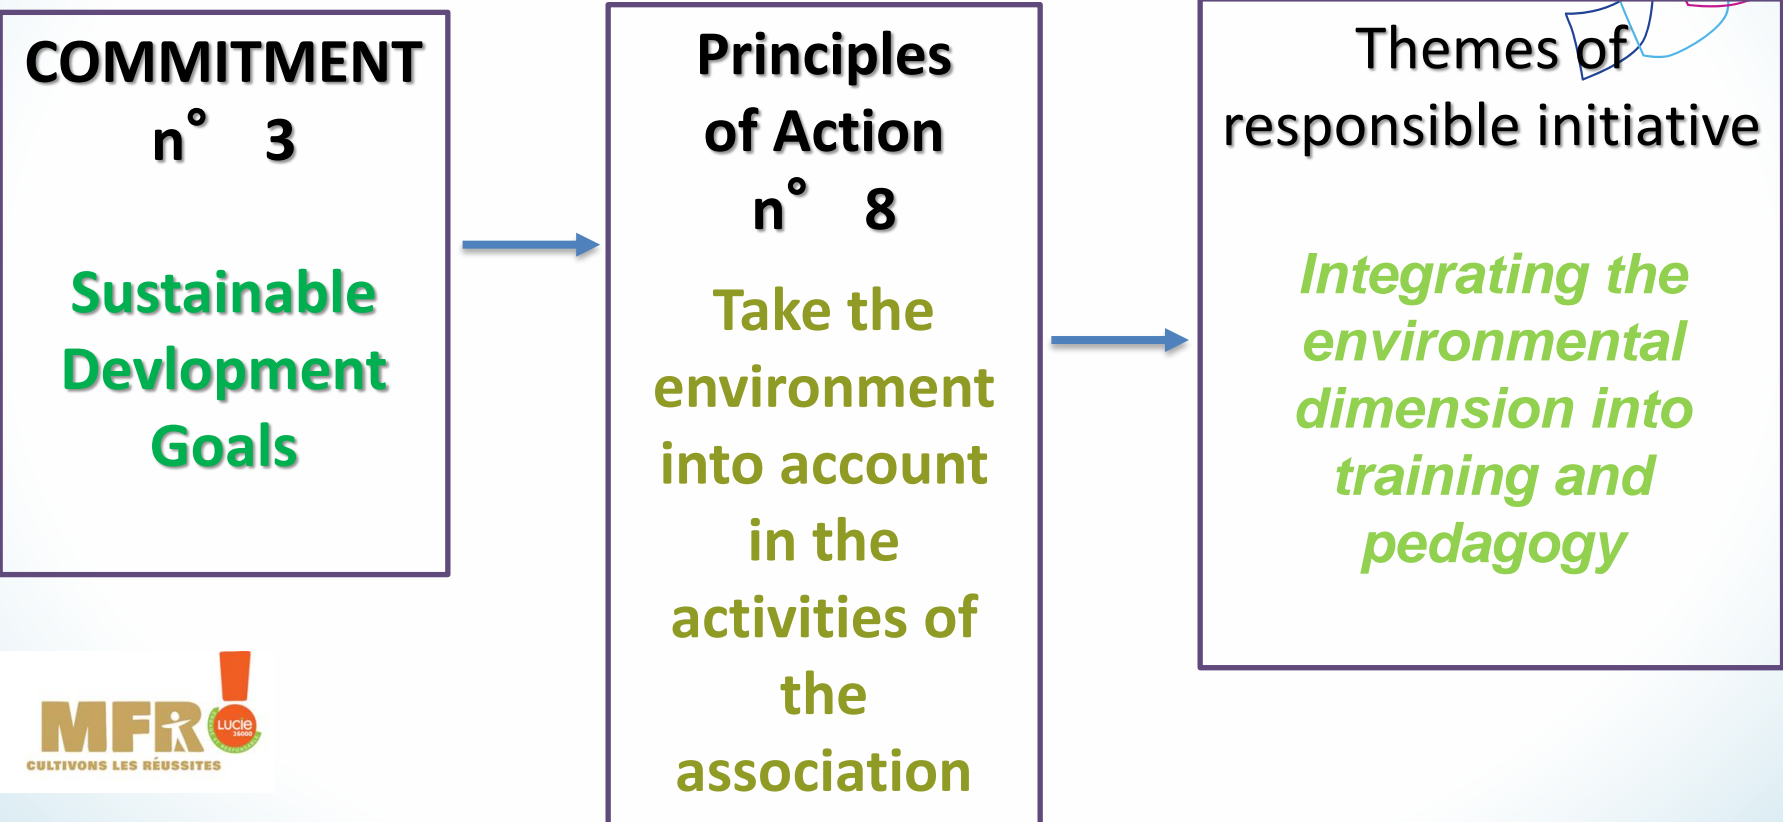 COMMITMENT
n° 3
Sustainable
Devlopment
Goals
Principles
of Action
n° 8
Take the
environment
into account
in the
activities of
the
association
Themes of
responsible initiative
Integrating the
environmental
dimension into
training and
pedagogy
MFR
LUCIE
26000
CULTIVONS LES RÉUSSITES